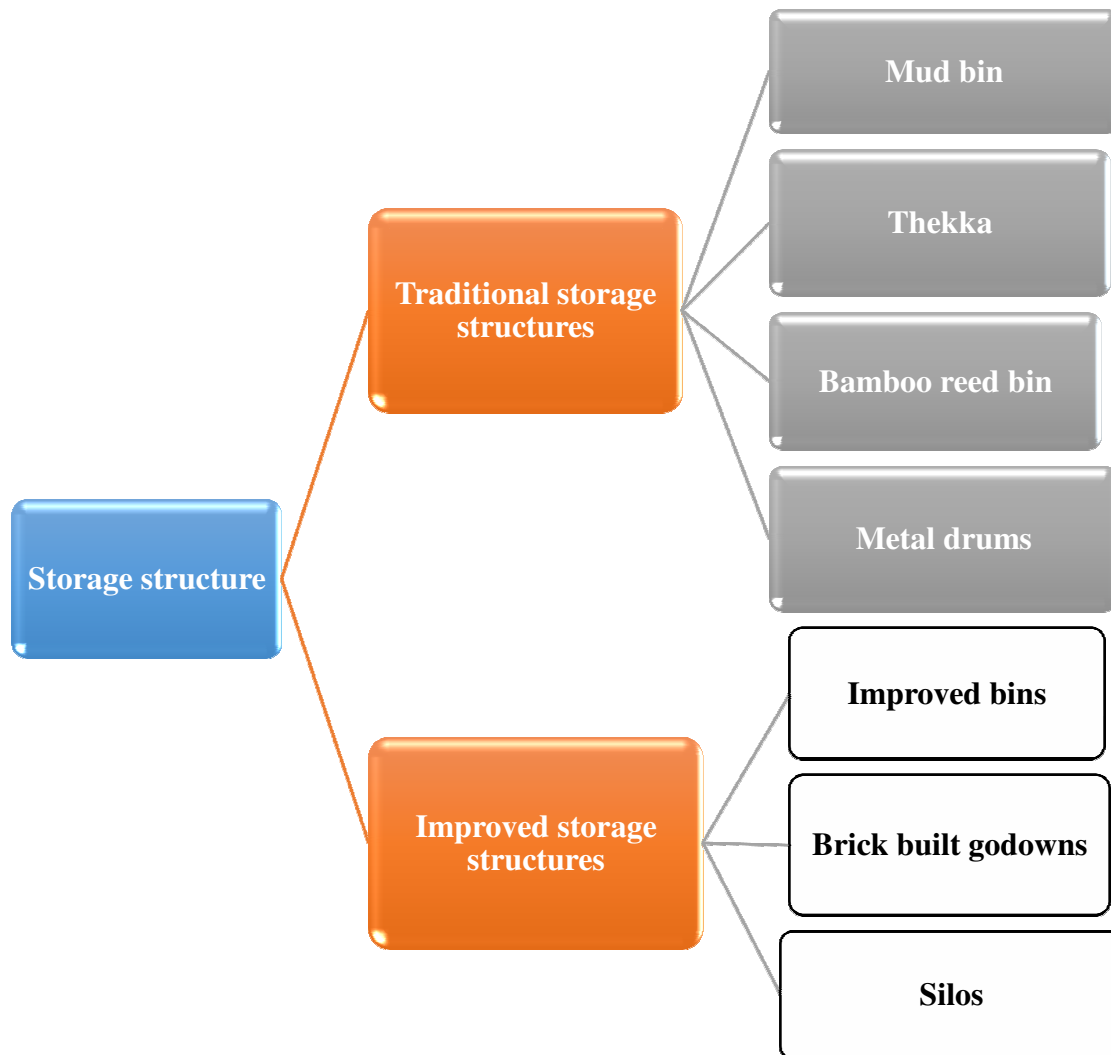 Storage structure
Traditional storage
structures
Mud bin
Thekka
Bamboo reed bin
Metal drums
Improved storage
structures
Improved bins
Brick built godowns
Silos